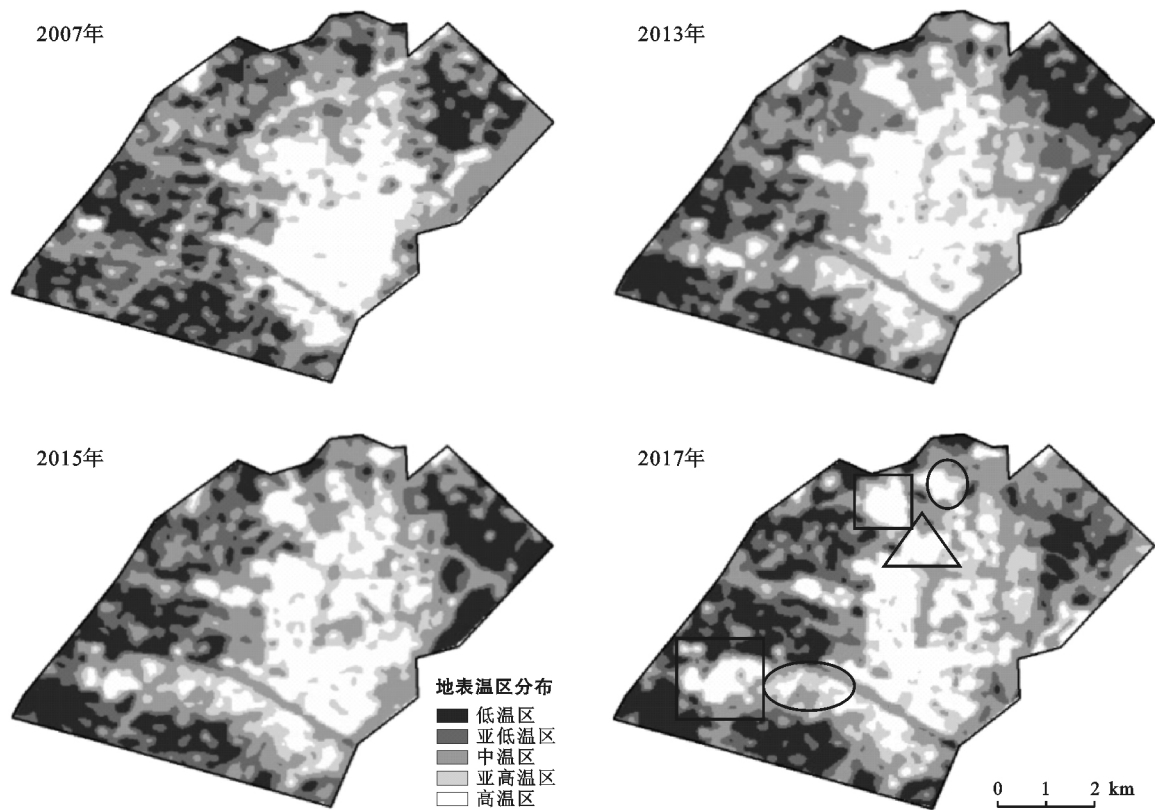 2007年
2013年
2015年
2017年
地表温区分布
低温区
亚低温区
中温区
亚高温区
高温区
0 1 2 km